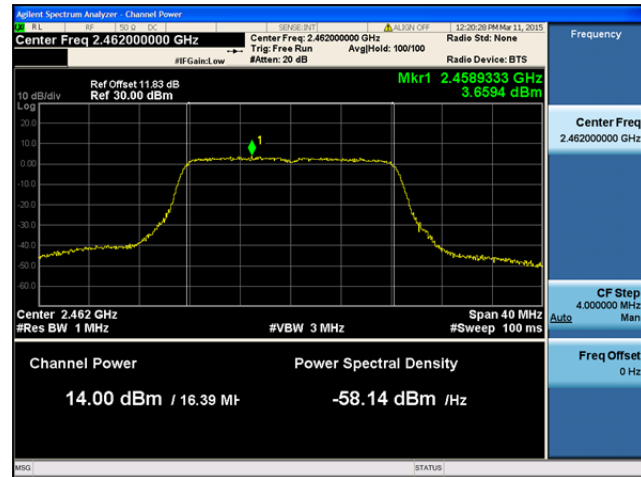 Agilent Spectrum Analyzer - Channel Power
RL RF 50 Ω DC SENSE:INT ALIGN OFF 12:20:28 PM Mar 11, 2015
Center Freq 2.462000000 GHz
Center Freq: 2.462000000 GHz
Radio Std: None
Trig: Free Run Avg|Hold: 100/100
#IFGain:Low #Atten: 20 dB Radio Device: BTS
Mkr1 2.4589333 GHz
3.6594 dBm
Ref Offset 11.83 dB
10 dB/div Ref 30.00 dBm
Log
20.0
10.0
1
0.00
-10.0
-20.0
-30.0
-40.0
-50.0
-60.0
Center 2.462 GHz Span 40 MHz
#Res BW 1 MHz #VBW 3 MHz #Sweep 100 ms
Channel Power Power Spectral Density
14.00 dBm / 16.39 MH -58.14 dBm /Hz
MSG STATUS
Frequency
Center Freq
2.462000000 GHz
CF Step
4.000000 MHz
Auto Man
Freq Offset
0 Hz